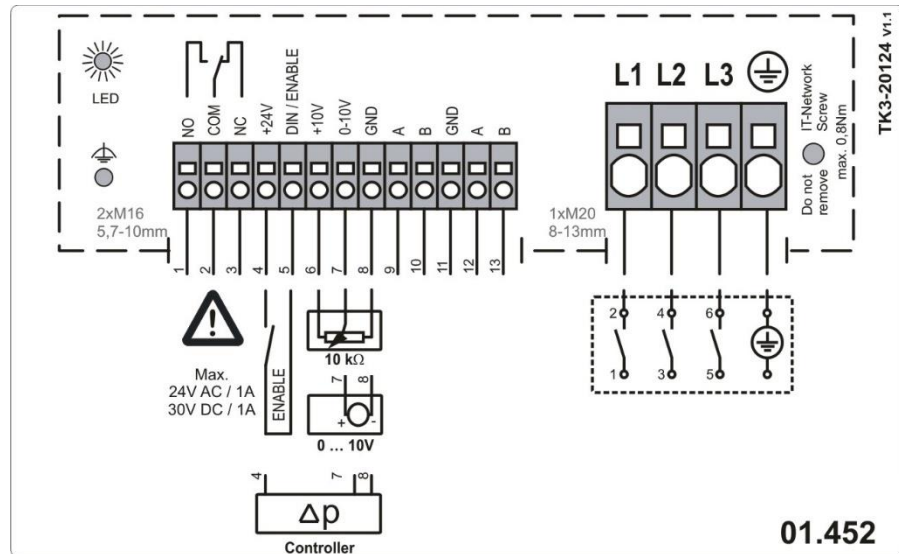 TK3-20124 V1.1
LED
NO
COM
NC
+24V
DIN / ENABLE
+10V
0-10V
GND
A
B
GND
A
B
L1 L2 L3
IT-Network
Screw
Do not
remove
max. 0,8Nm
2xM16
5,7-10mm
1xM20
8-13mm
1 2 3 4 5 6 7 8 9 10 11 12 13
Max.
24V AC / 1A
30V DC / 1A
ENABLE
10 kΩ
7 8
+ -
0 ... 10V
4 7 8
Δp
Controller
2 4 6
1 3 5
01.452